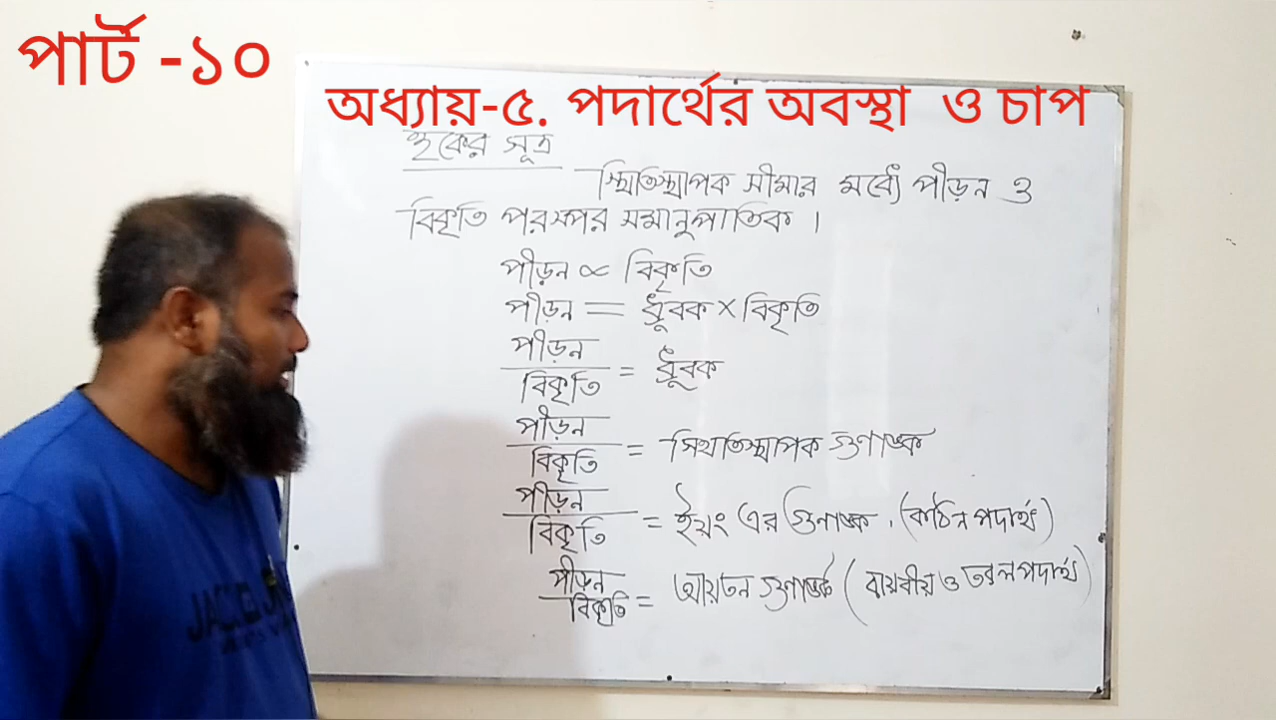 পার্ট -১০
অধ্যায়-৫. পদার্থের অবস্থা ও চাপ
হুকের সূত্র
স্থিতিস্থাপক সীমার মধ্যে পীড়ন ও
বিকৃতি পরস্পর সমানুপাতিক ।
পীড়ন ∝ বিকৃতি
পীড়ন = ধ্রুবক × বিকৃতি
পীড়ন
বিকৃতি = ধ্রুবক
পীড়ন
বিকৃতি = স্থিতিস্থাপক গুণাঙ্ক
পীড়ন
বিকৃতি = ইয়ং এর গুণাঙ্ক . (কঠিন পদার্থ)
পীড়ন
বিকৃতি = আয়তন গুণাঙ্ক ( বায়বীয় ও তরল পদার্থ)